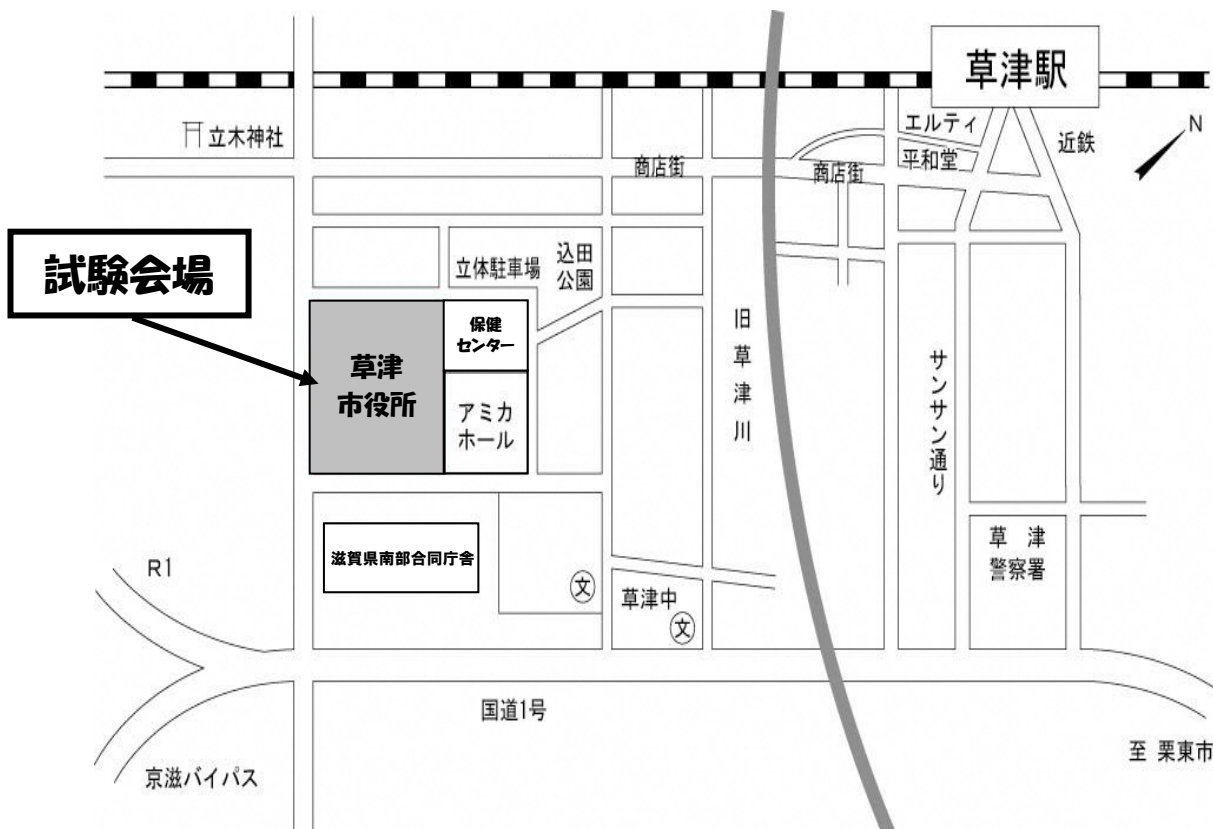 草津駅
エルティ
近鉄
N
立木神社
平和堂
商店街
商店街
試験会場
立体駐車場
込田
公園
保健
センター
草津
市役所
アミカ
ホール
旧草津川
サンサン通り
滋賀県南部合同庁舎
草津
警察署
R1
文
草津中
文
国道1号
至 栗東市
京滋バイパス